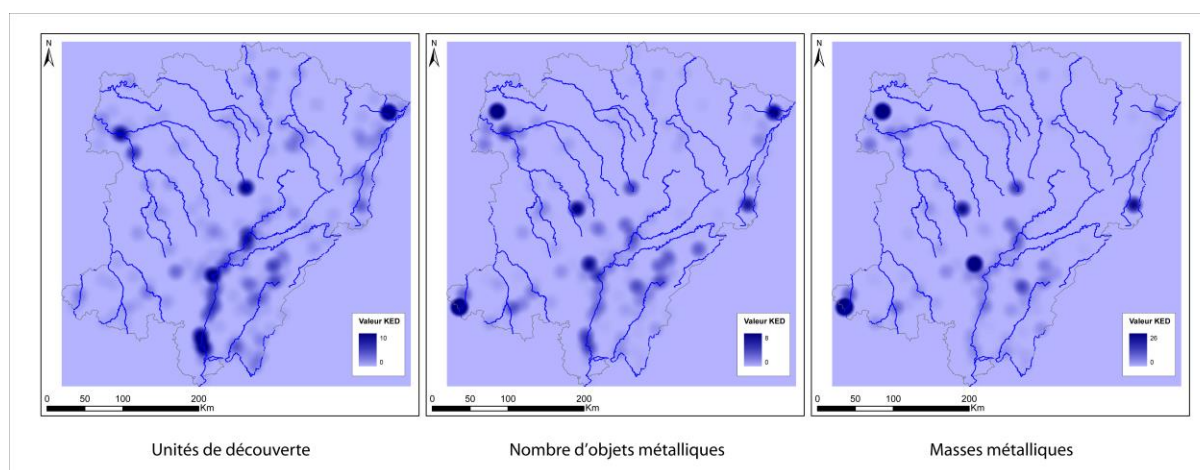 N
Valeur KED
10
0
0 50 100 200
Km
Unités de découverte
N
Valeur KED
8
0
0 50 100 200
Km
Nombre d'objets métalliques
N
Valeur KED
26
0
0 50 100 200
Km
Masses métalliques